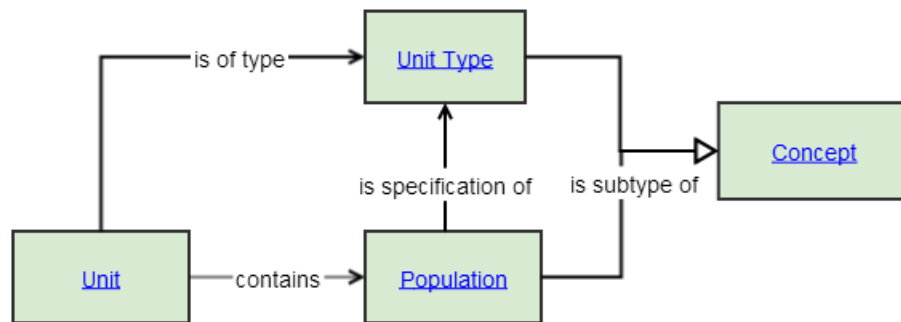 is of type
Unit Type
Concept
is specification of
is subtype of
Unit
contains
Population